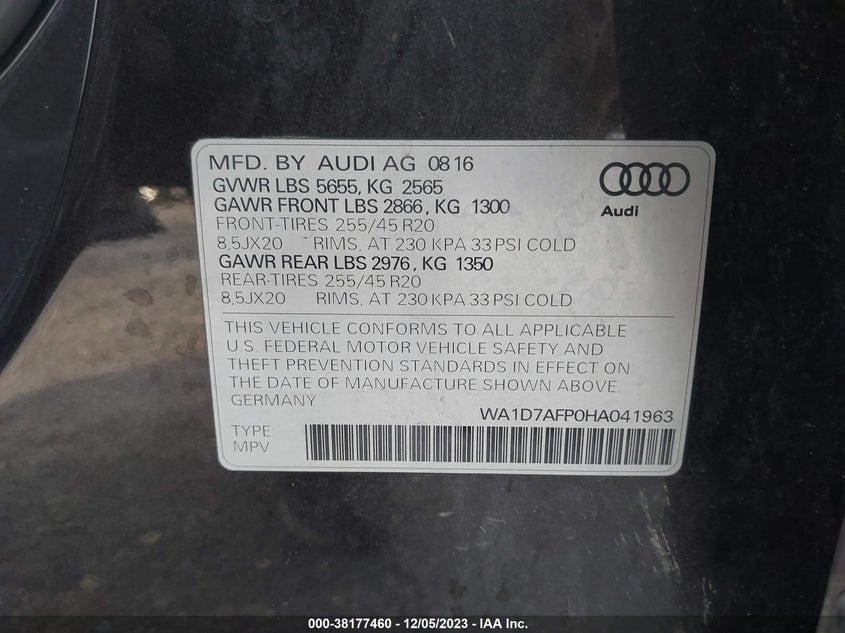 MFD. BY AUDI AG 08 16
GVWR LBS 5655, KG 2565
GAWR FRONT LBS 2866, KG 1300
FRONT-TIRES 255/45 R20
8,5JX20 RIMS, AT 230 KPA 33 PSI COLD
GAWR REAR LBS 2976, KG 1350
REAR-TIRES 255/45 R20
8,5JX20 RIMS, AT 230 KPA 33 PSI COLD
Audi
THIS VEHICLE CONFORMS TO ALL APPLICABLE
U.S. FEDERAL MOTOR VEHICLE SAFETY AND
THEFT PREVENTION STANDARDS IN EFFECT ON
THE DATE OF MANUFACTURE SHOWN ABOVE.
GERMANY
WA1D7AFP0HA041963
TYPE:
MPV
000-38177460 - 12/05/2023 - IAA Inc.